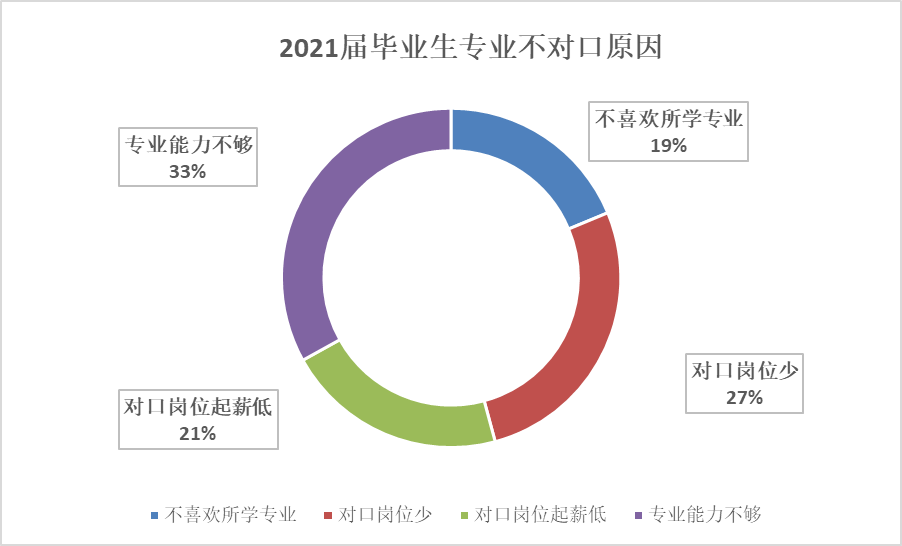 2021届毕业生专业不对口原因
不喜欢所学专业
19%
专业能力不够
33%
对口岗位少
27%
对口岗位起薪低
21%
不喜欢所学专业 对口岗位少 对口岗位起薪低 专业能力不够